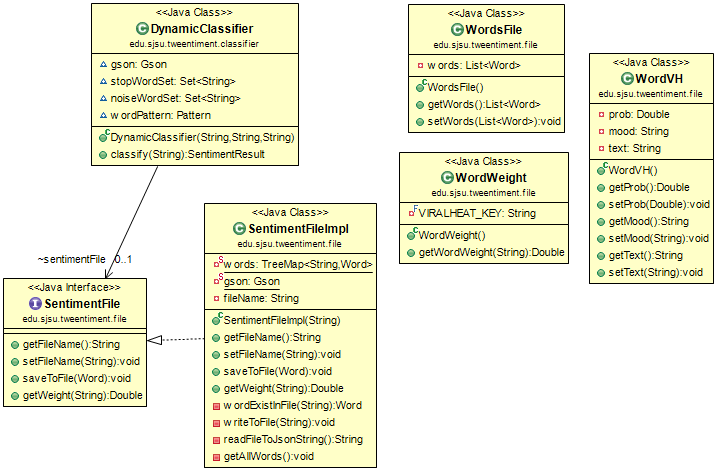 <<Java Class>>
DynamicClassifier
edu.sjsu.tweentiment.classifier
gson: Gson
stopWordSet: Set<String>
noiseWordSet: Set<String>
wordPattern: Pattern
DynamicClassifier(String,String,String)
classify(String):SentimentResult
~sentimentFile 0..1
<<Java Interface>>
SentimentFile
edu.sjsu.tweentiment.file
getFileName():String
setFileName(String):void
saveToFile(Word):void
getWeight(String):Double
<<Java Class>>
SentimentFileImpl
edu.sjsu.tweentiment.file
words: TreeMap<String,Word>
gson: Gson
fileName: String
SentimentFileImpl(String)
getFileName():String
setFileName(String):void
saveToFile(Word):void
getWeight(String):Double
wordExistInFile(String):Word
writeToFile(String):void
readFileToJsonString():String
getAllWords():void
<<Java Class>>
WordsFile
edu.sjsu.tweentiment.file
words: List<Word>
WordsFile()
getWords():List<Word>
setWords(List<Word>):void
<<Java Class>>
WordWeight
edu.sjsu.tweentiment.file
VIRALHEAT_KEY: String
WordWeight()
getWordWeight(String):Double
<<Java Class>>
WordVH
edu.sjsu.tweentiment.file
prob: Double
mood: String
text: String
WordVH()
getProb():Double
setProb(Double):void
getMood():String
setMood(String):void
getText():String
setText(String):void